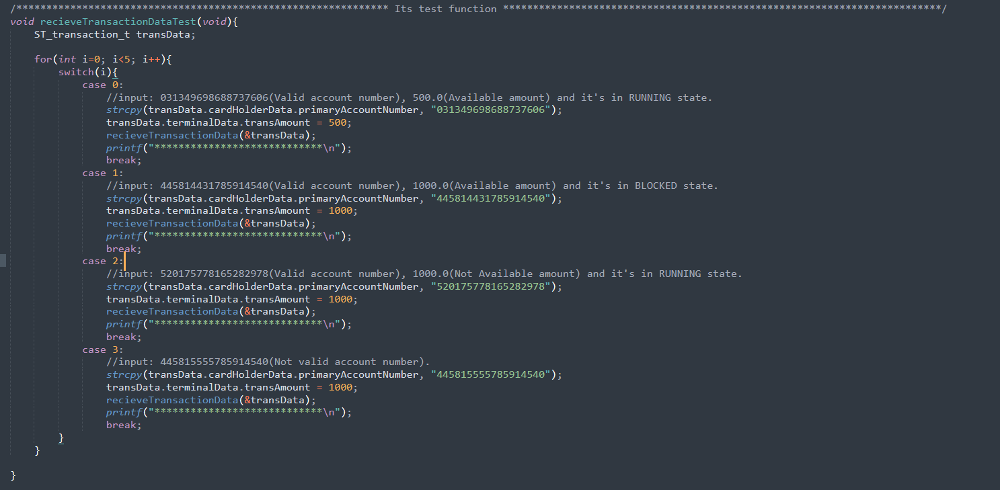 /************************************************************** Its test function *************************************************************************/
void recieveTransactionDataTest(void){
    ST_transaction_t transData;

    for(int i=0; i<5; i++){
        switch(i){
            case 0:
                //input: 031349698688737606(Valid account number), 500.0(Available amount) and it's in RUNNING state.
                strcpy(transData.cardHolderData.primaryAccountNumber, "031349698688737606");
                transData.terminalData.transAmount = 500;
                recieveTransactionData(&transData);
                printf("****************************\n");
                break;
            case 1:
                //input: 445814431785914540(Valid account number), 1000.0(Available amount) and it's in BLOCKED state.
                strcpy(transData.cardHolderData.primaryAccountNumber, "445814431785914540");
                transData.terminalData.transAmount = 1000;
                recieveTransactionData(&transData);
                printf("****************************\n");
                break;
            case 2:
                //input: 520175778165282978(Valid account number), 1000.0(Not Available amount) and it's in RUNNING state.
                strcpy(transData.cardHolderData.primaryAccountNumber, "520175778165282978");
                transData.terminalData.transAmount = 1000;
                recieveTransactionData(&transData);
                printf("****************************\n");
                break;
            case 3:
                //input: 445815555785914540(Not valid account number).
                strcpy(transData.cardHolderData.primaryAccountNumber, "445815555785914540");
                transData.terminalData.transAmount = 1000;
                recieveTransactionData(&transData);
                printf("****************************\n");
                break;
        }
    }

}